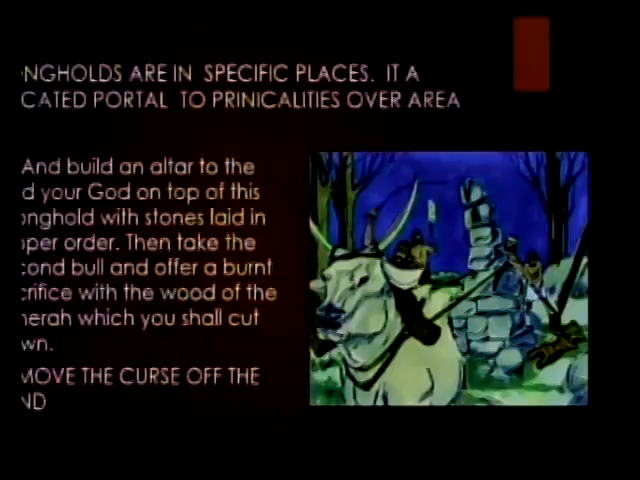 NGHOLDS ARE IN SPECIFIC PLACES. IT A
CATED PORTAL TO PRINICALITIES OVER AREA
And build an altar to the
d your God on top of this
onghold with stones laid in
per order. Then take the
cond bull and offer a burnt
crifice with the wood of the
herah which you shall cut
wn.
MOVE THE CURSE OFF THE
ND